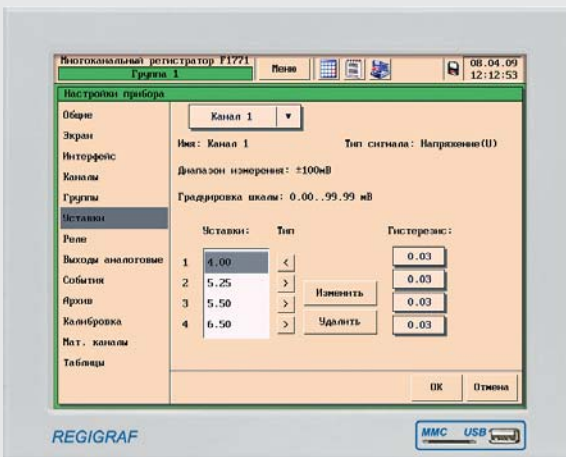 Многоканальный регистратор F1771
Группа 1
Меню
08.04.09
12:12:53
Настройки прибора
Общие
Экран
Интерфейс
Каналы
Группы
Уставки
Реле
Выходы аналоговые
События
Архив
Калибровка
Мат. каналы
Таблицы
Канал 1
Имя: Канал 1 Тип сигнала: Напряжение(U)
Диапазон измерения: ±100мВ
Градуировка шкалы: 0.00..99.99 мВ
Уставки: Тип Гистерезис:
1 4.00 < 0.03
2 5.25 > 0.03
3 5.50 > 0.03
4 6.50 > 0.03
Изменить
Удалить
ОК Отмена
REGIGRAF
MMC USB